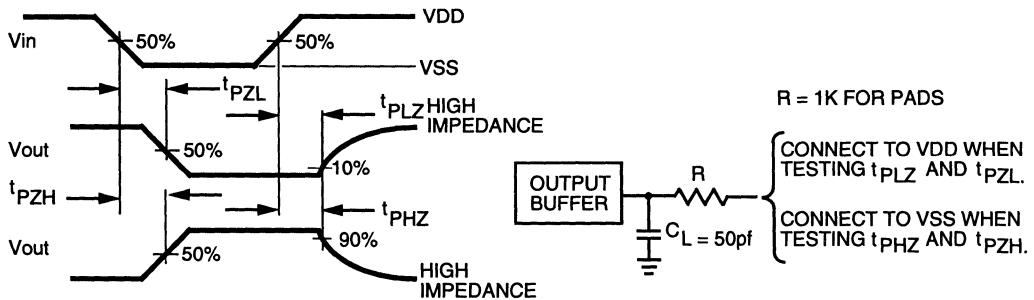 Vin
50%
50%
VDD
VSS
tPZL
tPLZ
HIGH
IMPEDANCE
Vout
50%
10%
tPZH
tPHZ
Vout
50%
90%
HIGH
IMPEDANCE
R = 1K FOR PADS
OUTPUT
BUFFER
R
CL = 50pf
CONNECT TO VDD WHEN
TESTING tPLZ AND tPZL.
CONNECT TO VSS WHEN
TESTING tPHZ AND tPZH.